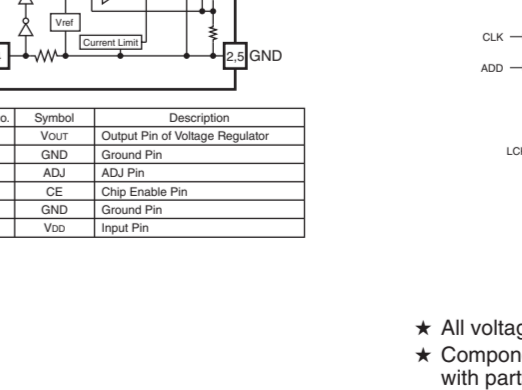 Vref
Current Limit
2,5 GND
o. Symbol Description
VOUT Output Pin of Voltage Regulator
GND Ground Pin
ADJ ADJ Pin
CE Chip Enable Pin
GND Ground Pin
VDD Input Pin
CLK
ADD
★ All voltag
★ Compon
with part